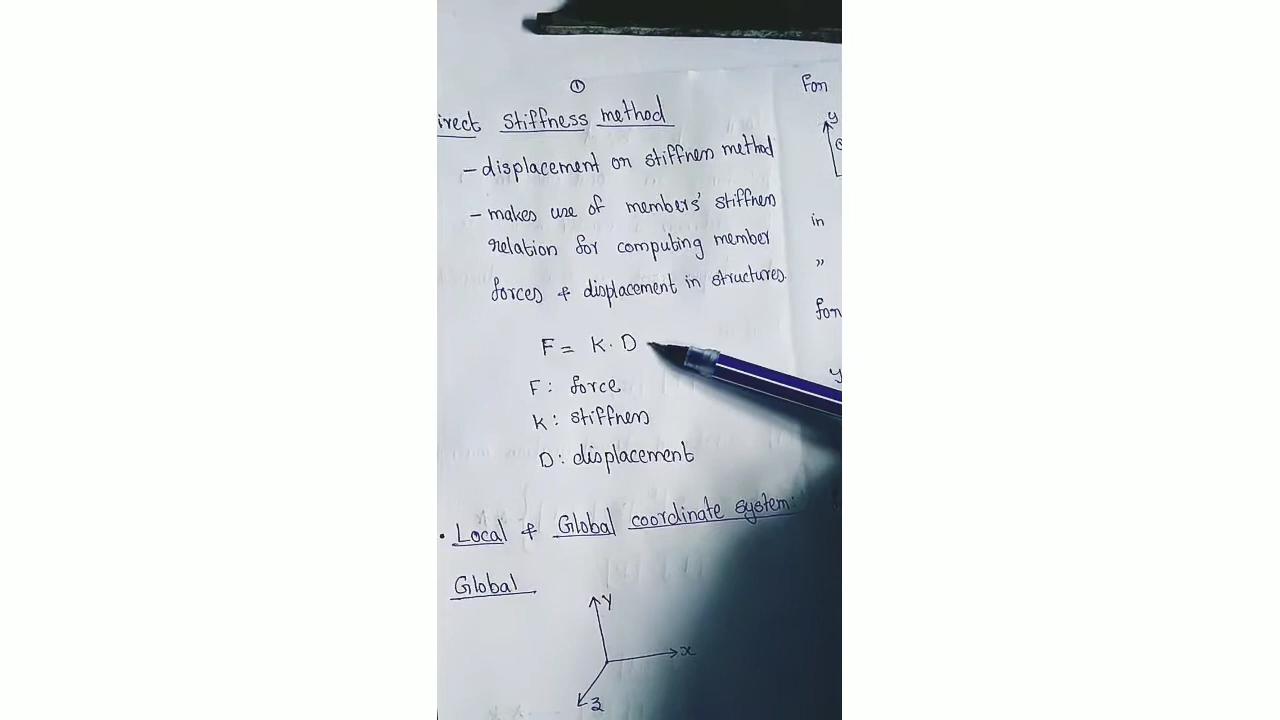 ①
irect stiffness method
- displacement or stiffness method
- makes use of members' stiffness
relation for computing member
forces & displacement in structures.
F = K. D
F: force
K: stiffness
D: displacement
• Local & Global coordinate system:
Global
Y
x
z
For
y
in
"
for
y